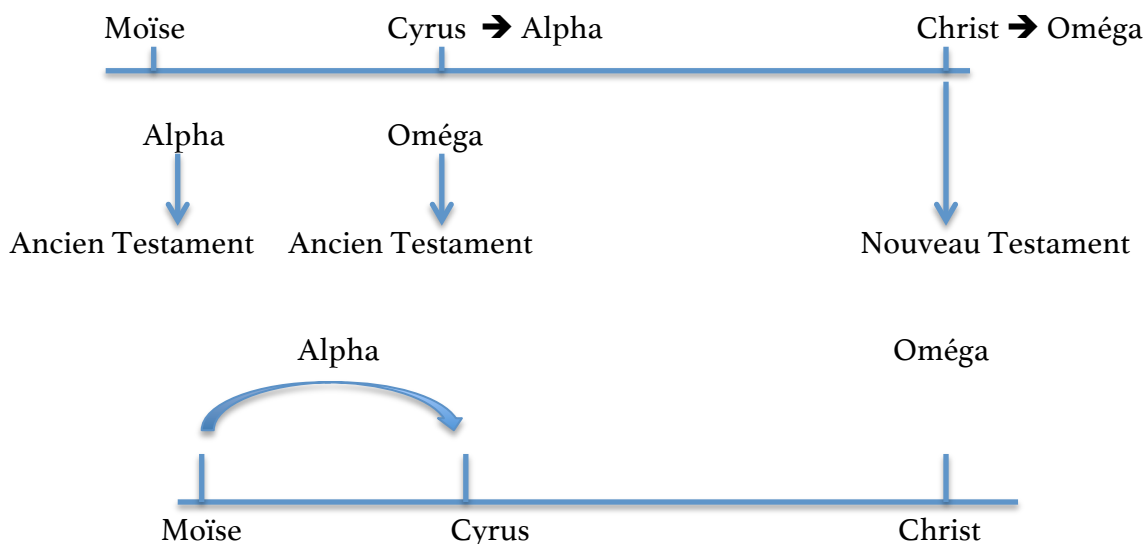 Moïse Cyrus ➔ Alpha Christ ➔ Oméga
Alpha Oméga
Ancien Testament Ancien Testament Nouveau Testament
Alpha Oméga
Moïse Cyrus Christ